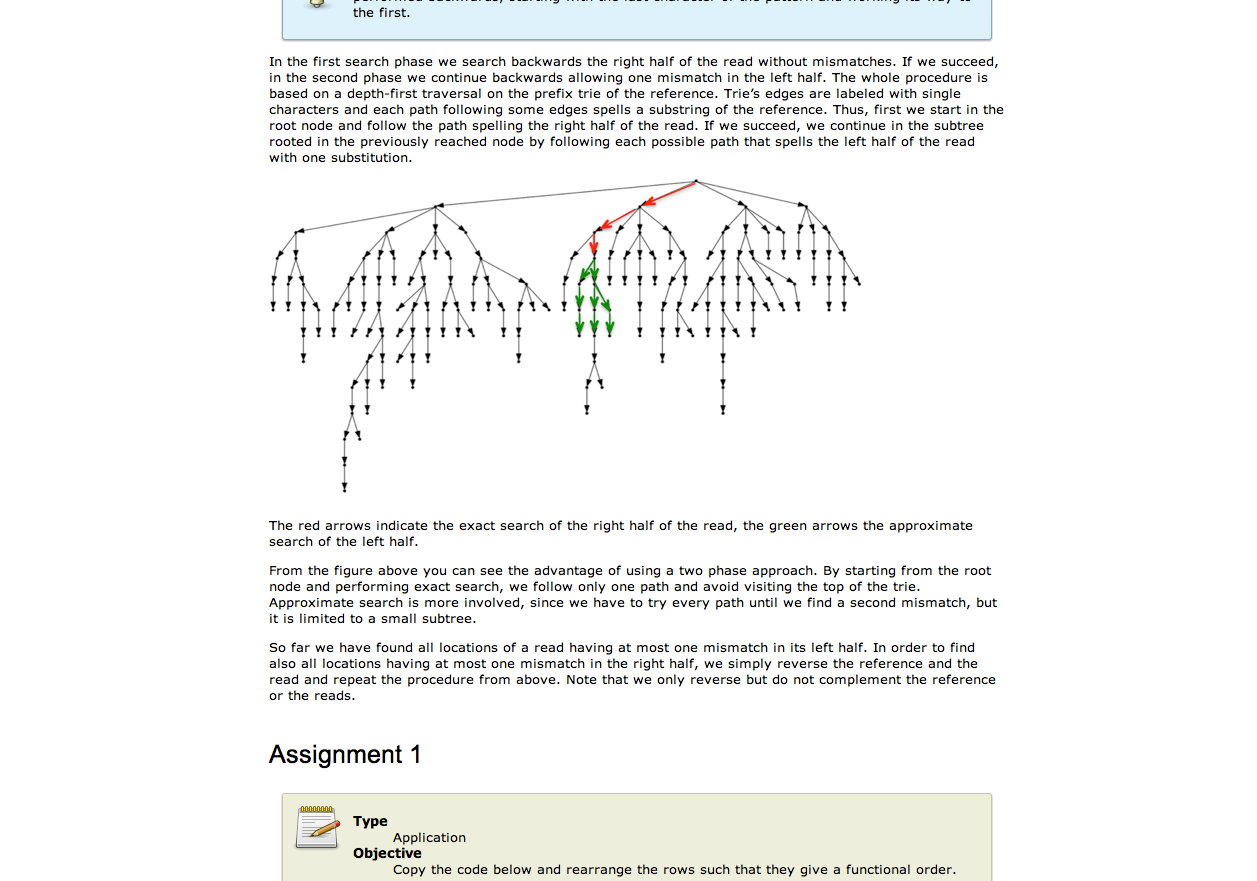 the first.
In the first search phase we search backwards the right half of the read without mismatches. If we succeed,
in the second phase we continue backwards allowing one mismatch in the left half. The whole procedure is
based on a depth-first traversal on the prefix trie of the reference. Trie’s edges are labeled with single
characters and each path following some edges spells a substring of the reference. Thus, first we start in the
root node and follow the path spelling the right half of the read. If we succeed, we continue in the subtree
rooted in the previously reached node by following each possible path that spells the left half of the read
with one substitution.
The red arrows indicate the exact search of the right half of the read, the green arrows the approximate
search of the left half.
From the figure above you can see the advantage of using a two phase approach. By starting from the root
node and performing exact search, we follow only one path and avoid visiting the top of the trie.
Approximate search is more involved, since we have to try every path until we find a second mismatch, but
it is limited to a small subtree.
So far we have found all locations of a read having at most one mismatch in its left half. In order to find
also all locations having at most one mismatch in the right half, we simply reverse the reference and the
read and repeat the procedure from above. Note that we only reverse but do not complement the reference
or the reads.
Assignment 1
Type
Application
Objective
Copy the code below and rearrange the rows such that they give a functional order.